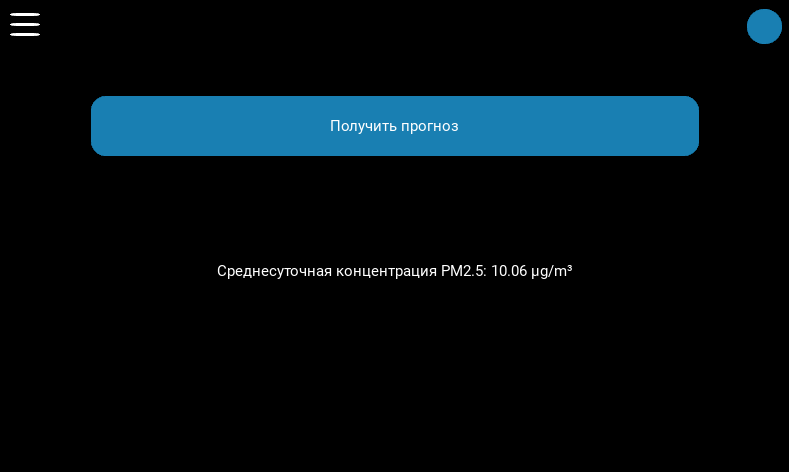 Получить прогноз
Среднесуточная концентрация PM2.5: 10.06 µg/m³